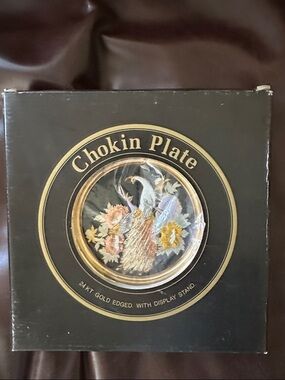 Chokin Plate
24 KT GOLD EDGED WITH DISPLAY STAND